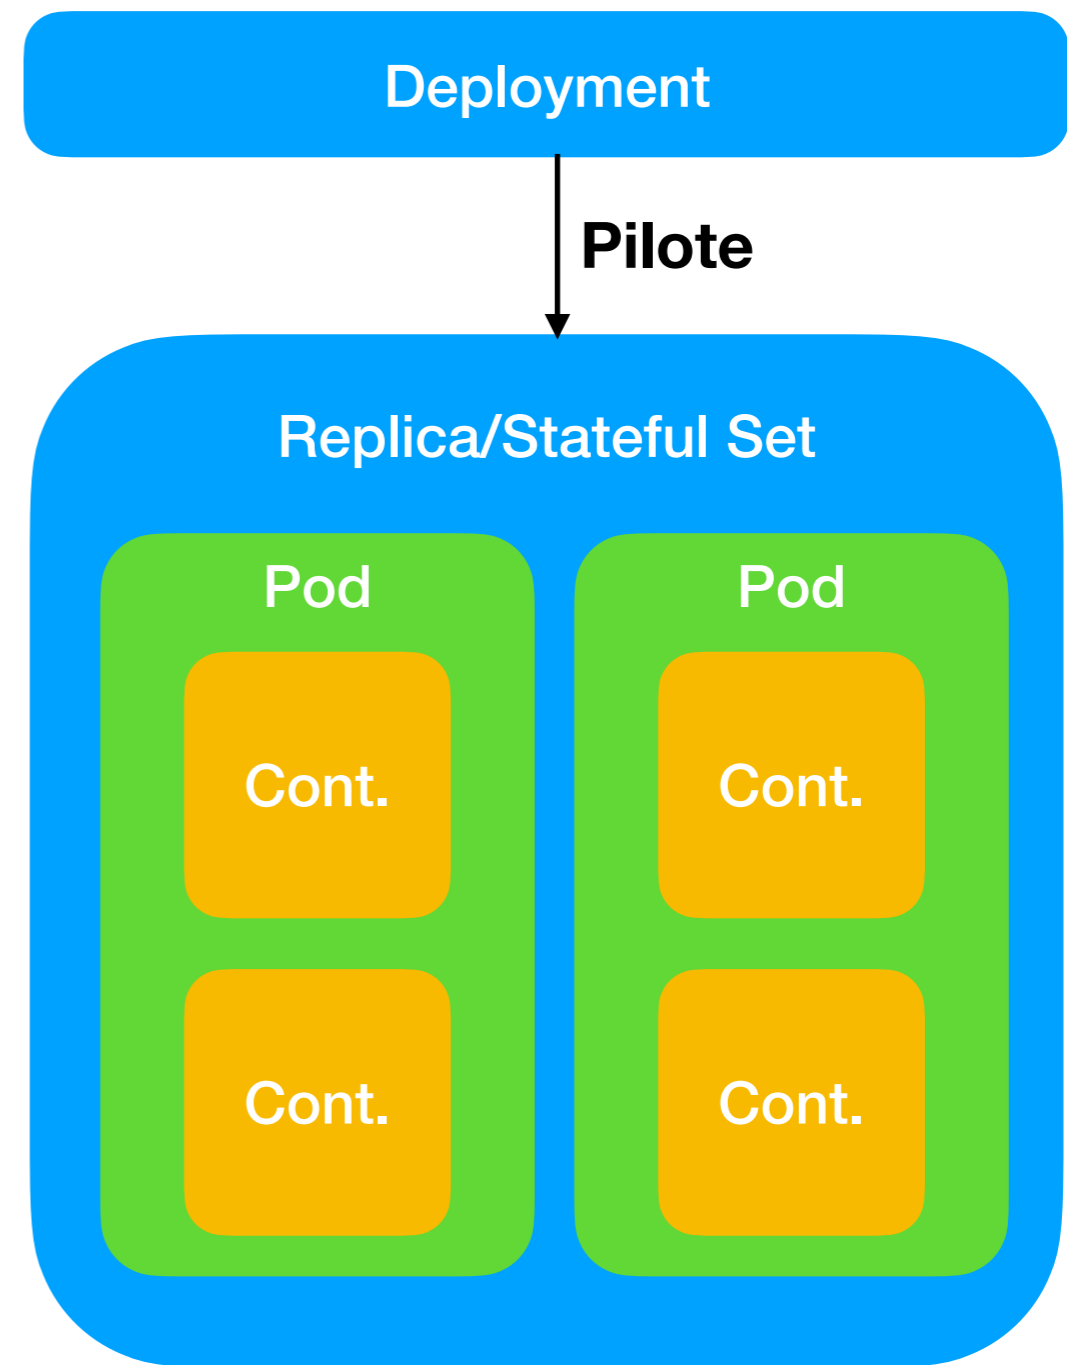 Deployment
Pilote
Replica/Stateful Set
Pod
Pod
Cont.
Cont.
Cont.
Cont.